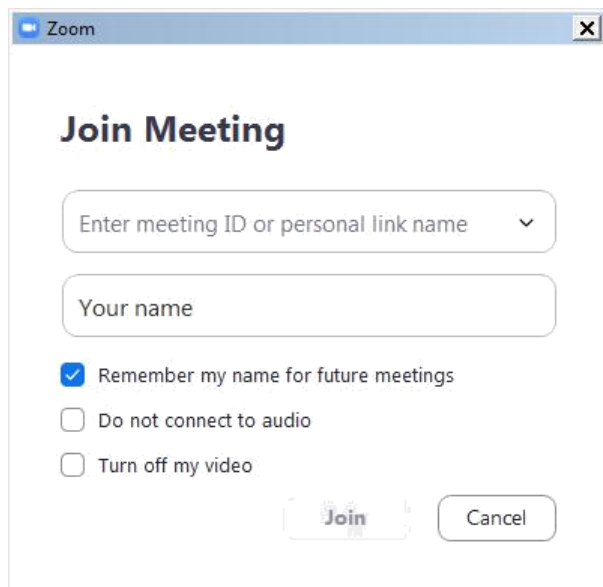 Zoom
Join Meeting
Enter meeting ID or personal link name
Your name
Remember my name for future meetings
Do not connect to audio
Turn off my video
Join Cancel